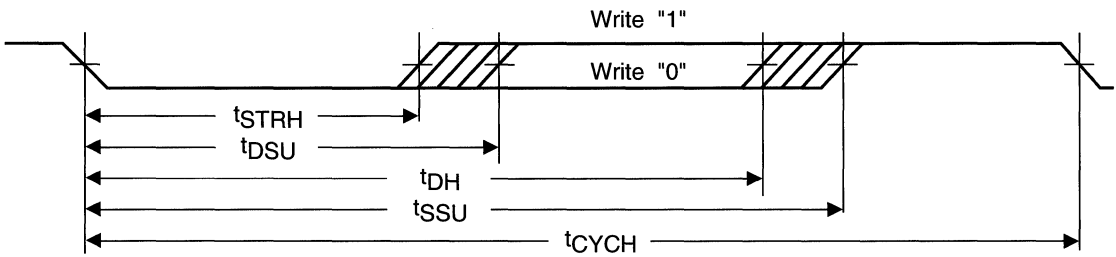 Write "1"
Write "0"
tSTRH
tDSU
tDH
tSSU
tCYCH